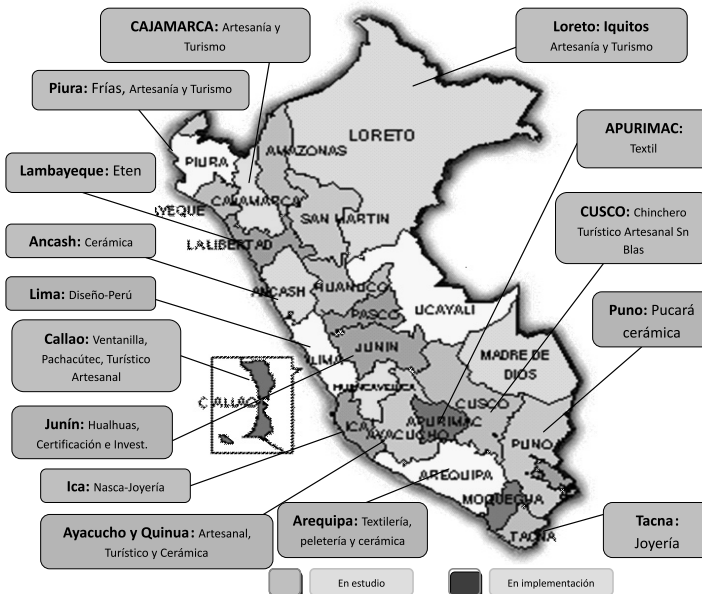 CAJAMARCA: Artesanía y
Turismo
Loreto: Iquitos
Artesanía y Turismo
Piura: Frías, Artesanía y Turismo
APURIMAC:
Textil
Lambayeque: Eten
CUSCO: Chinchero
Turístico Artesanal Sn
Blas
Ancash: Cerámica
Lima: Diseño-Perú
Puno: Pucará
cerámica
Callao: Ventanilla,
Pachacútec, Turístico
Artesanal
Junín: Hualhuas,
Certificación e Invest.
Ica: Nasca-Joyería
Ayacucho y Quinua: Artesanal,
Turístico y Cerámica
Arequipa: Textilería,
peletería y cerámica
Tacna:
Joyería
LORETO
AMAZONAS
PIURA
CAJAMARCA
YEQUE
SAN MARTIN
LA LIBERTAD
ANCASH
HUANUCO
UCAYALI
PASCO
JUNIN
LIMA
MADRE DE
DIOS
HUENCAVELICA
CALLAO
CUSCO
APURIMAC
ICA
AYACUCHO
PUNO
AREQUIPA
MOQUEGUA
TACNA
En estudio
En implementación